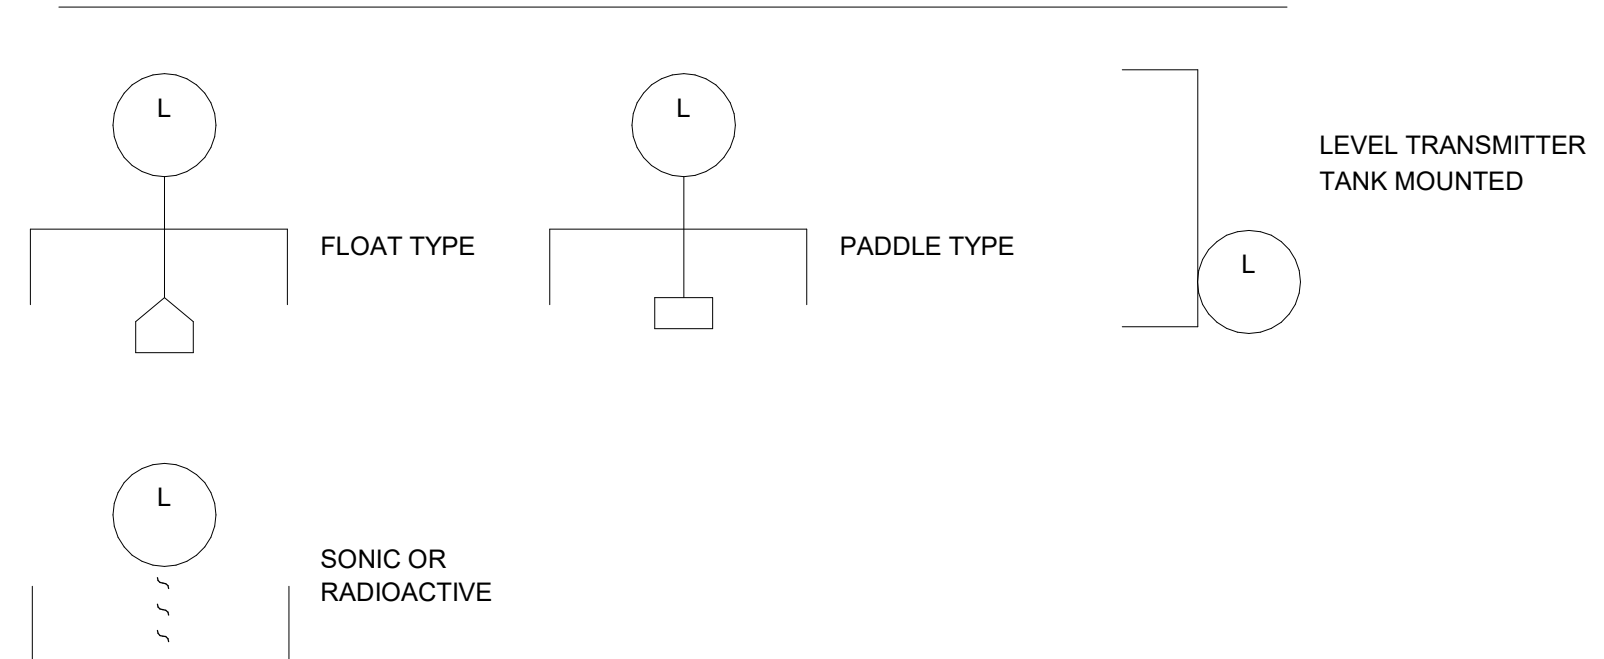 L
FLOAT TYPE
L
PADDLE TYPE
L
LEVEL TRANSMITTER
TANK MOUNTED
L
SONIC OR
RADIOACTIVE